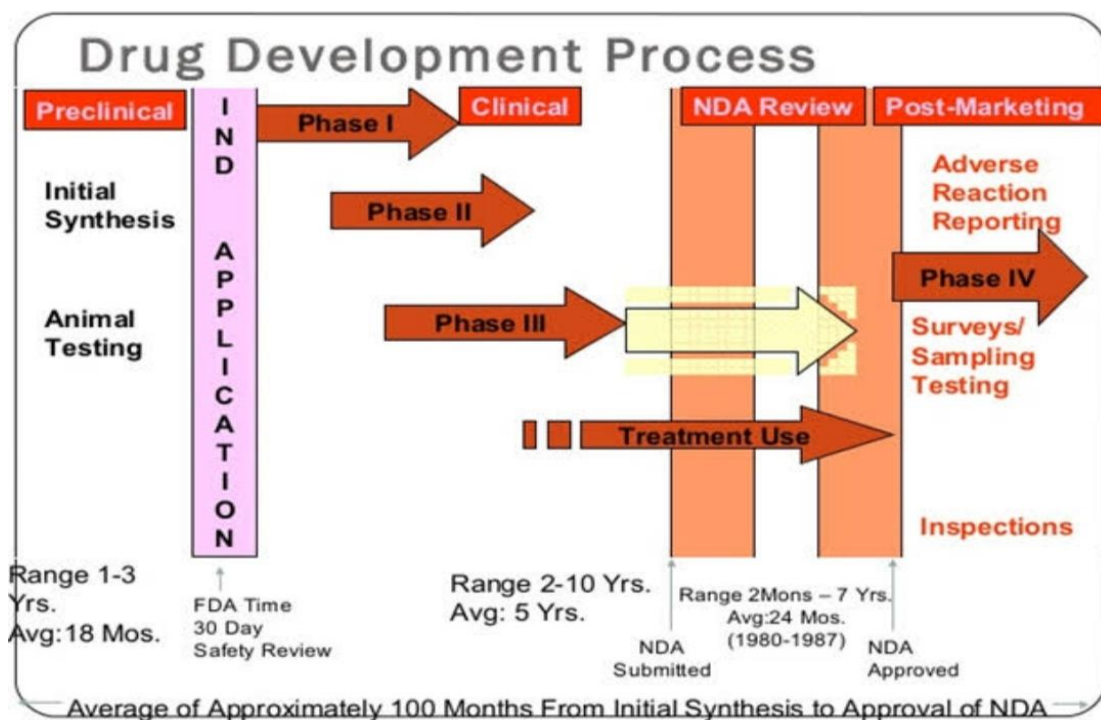 Drug Development Process
Preclinical
Initial
Synthesis
Animal
Testing
Range 1-3
Yrs.
Avg:18 Mos.
IND APPLICATION
FDA Time
30 Day
Safety Review
Clinical
Phase I
Phase II
Phase III
Treatment Use
Range 2-10 Yrs.
Avg: 5 Yrs.
NDA Review
NDA
Submitted
Range 2Mons – 7 Yrs.
Avg:24 Mos.
(1980-1987)
NDA
Approved
Post-Marketing
Adverse
Reaction
Reporting
Phase IV
Surveys/
Sampling
Testing
Inspections
Average of Approximately 100 Months From Initial Synthesis to Approval of NDA